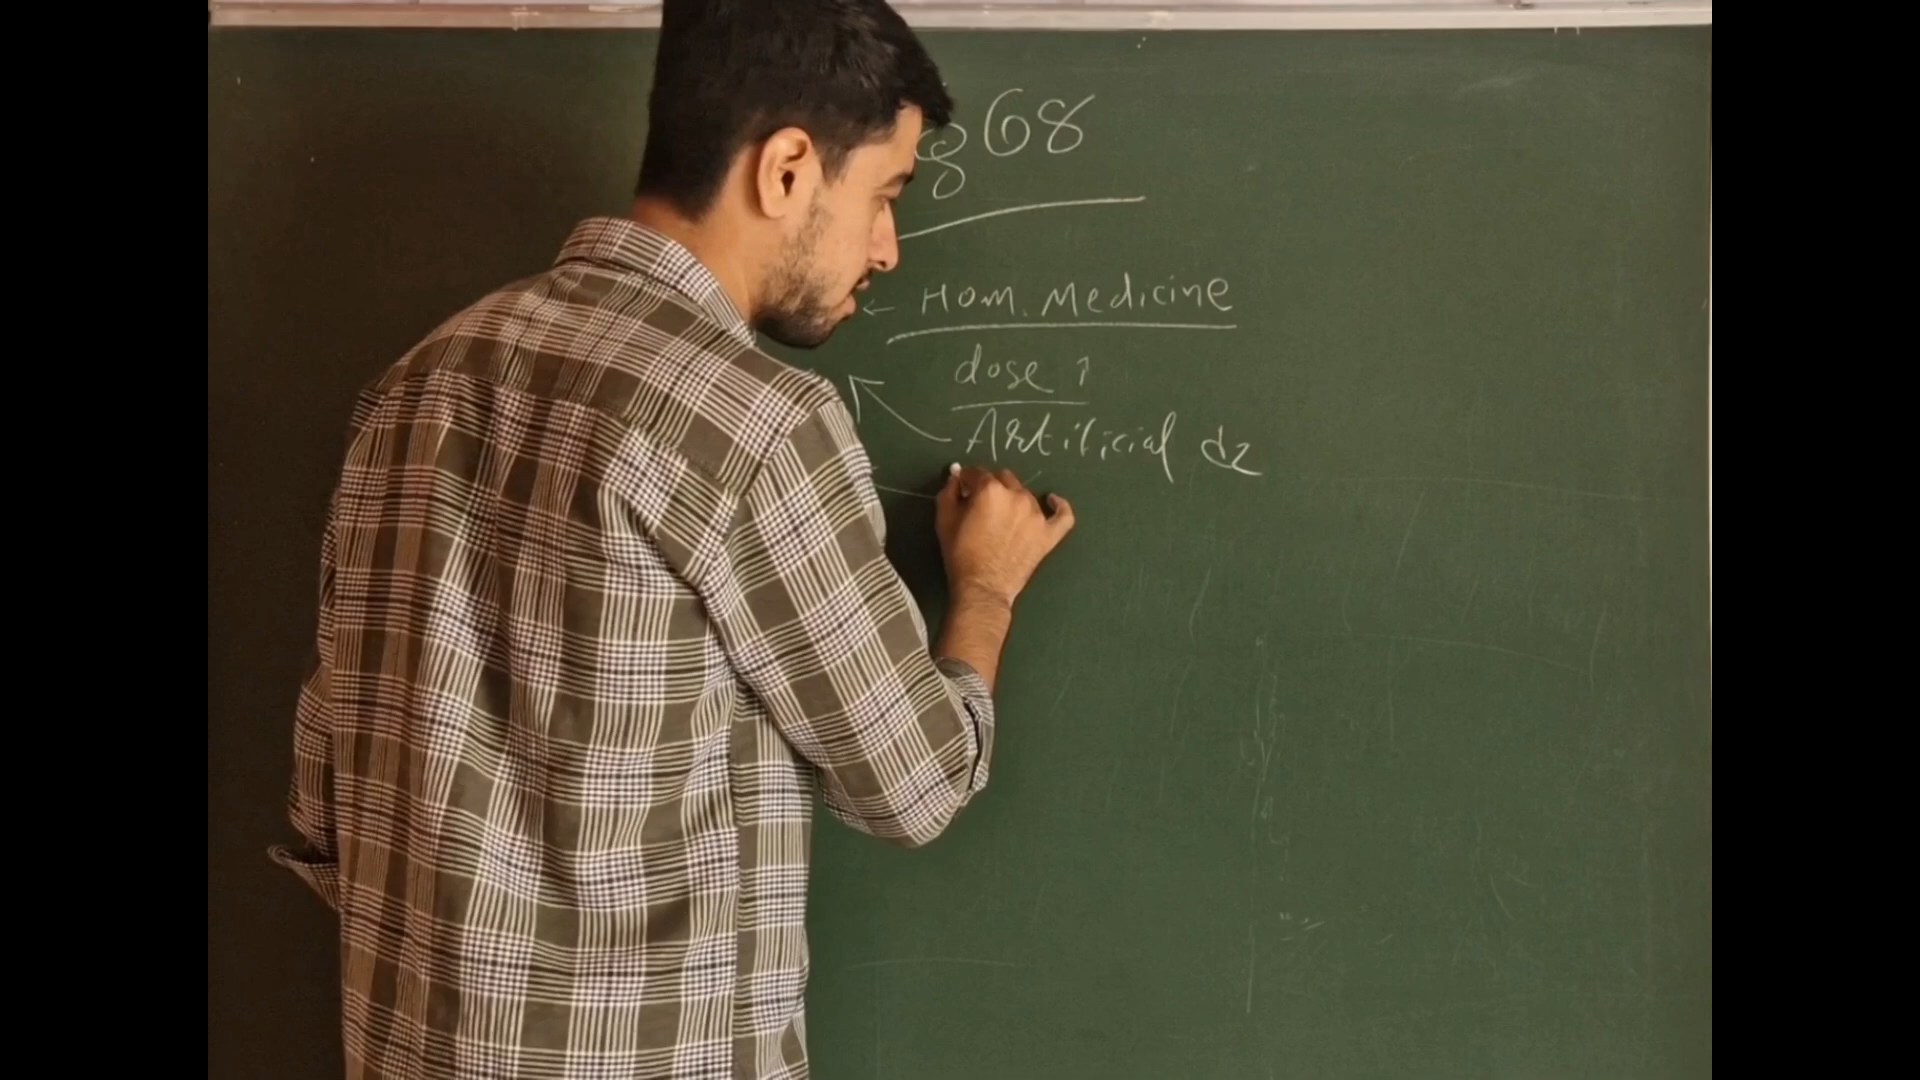 § 68
← Hom. Medicine
dose ↑
Artificial dz